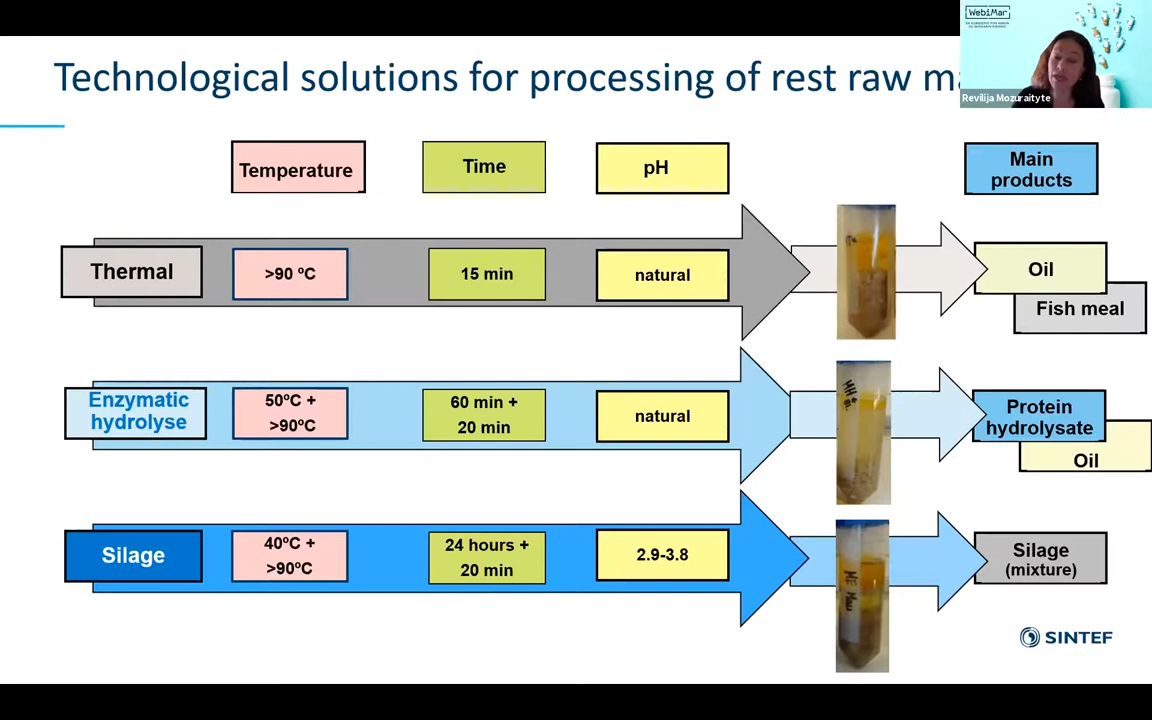 WebiMar
Revilija Mozuraityte
Technological solutions for processing of rest raw
Temperature
Time
pH
Main
products
Thermal
>90 ºC
15 min
natural
Oil
Fish meal
Enzymatic
hydrolyse
50ºC +
>90ºC
60 min +
20 min
natural
Protein
hydrolysate
Oil
Silage
40ºC +
>90ºC
24 hours +
20 min
2.9-3.8
Silage
(mixture)
SINTEF